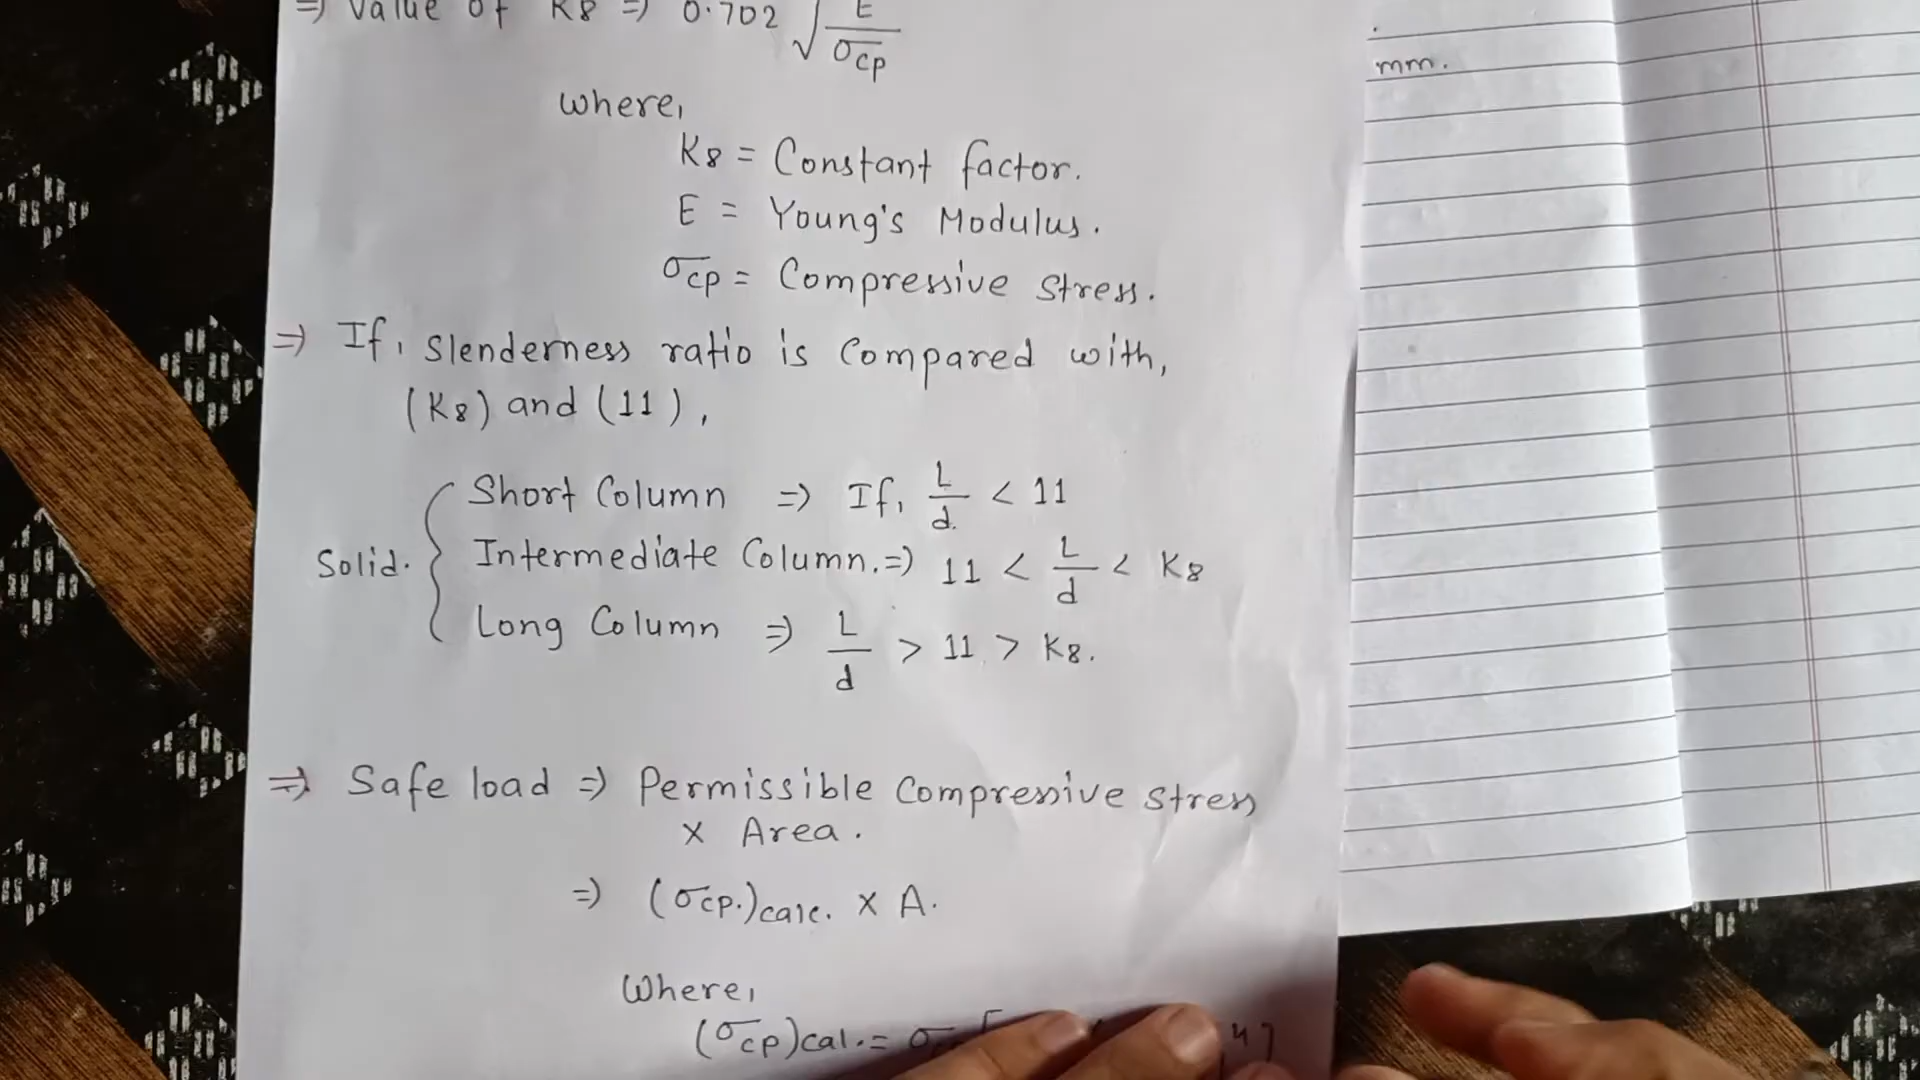 ⇒ Value of K8 ⇒ 0.702 √(E/σcp)
where,
K8 = Constant factor.
E = Young's Modulus.
σcp = Compressive Stress.
⇒ If, Slenderness ratio is Compared with,
(K8) and (11),
Short Column ⇒ If, L/d. < 11
Solid. { Intermediate Column. ⇒ 11 < L/d < K8
Long Column ⇒ L/d > 11 > K8.
⇒ Safe load ⇒ Permissible Compressive Stress
x Area.
⇒ (σcp.)calc. x A.
Where,
(σcp)cal. =
mm.